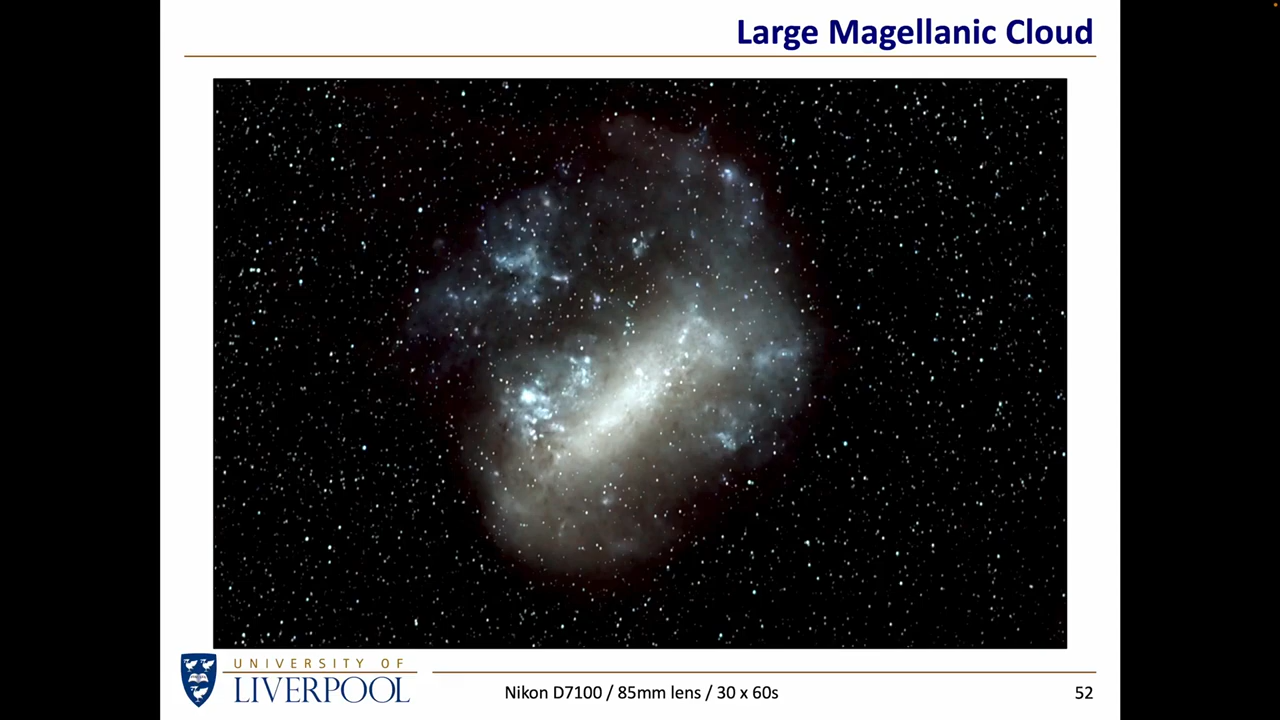 Large Magellanic Cloud
UNIVERSITY OF
LIVERPOOL
Nikon D7100 / 85mm lens / 30 x 60s
52